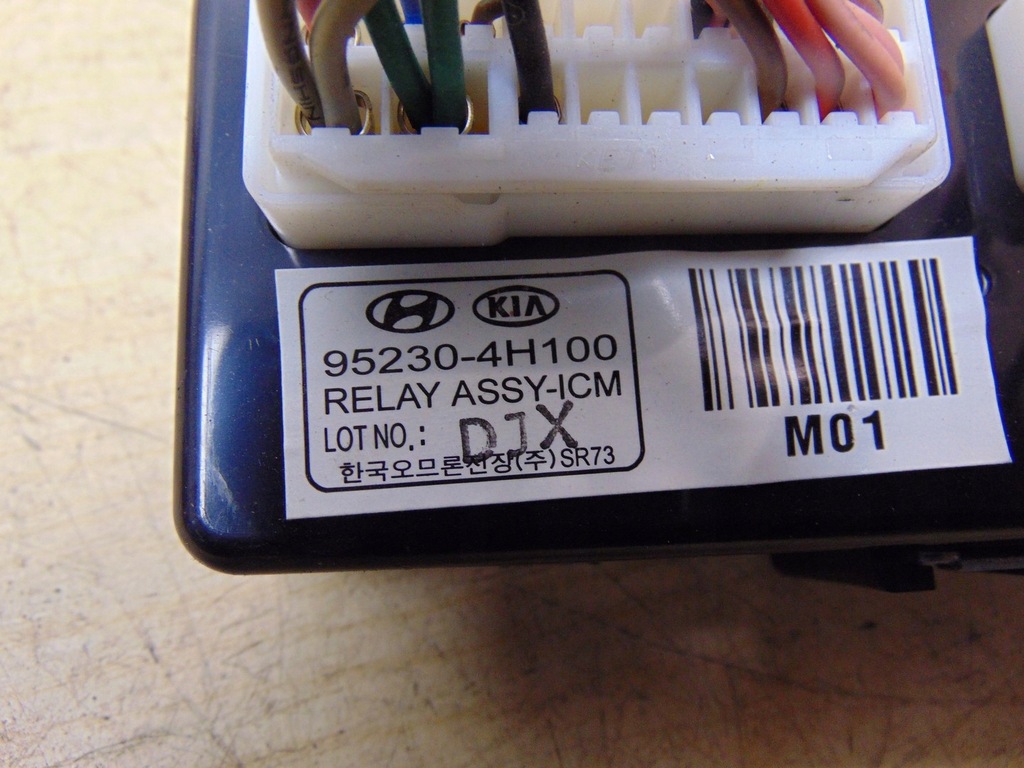 KIA
95230-4H100
RELAY ASSY-ICM
LOT NO.: DJX
한국오므론전장(주)SR73
M01